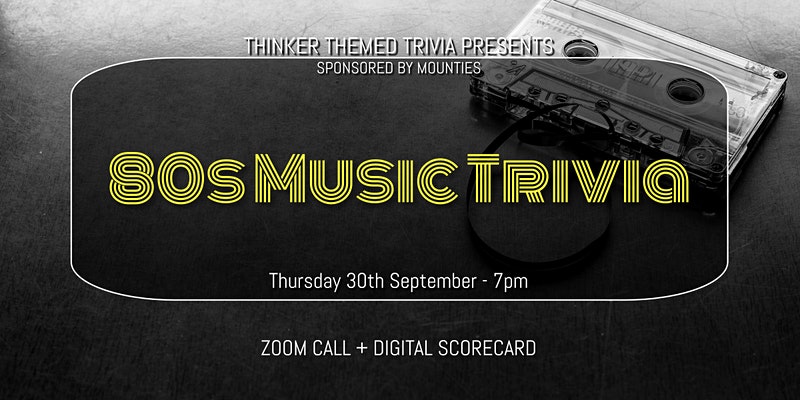 THINKER THEMED TRIVIA PRESENTS
SPONSORED BY MOUNTIES
80s Music Trivia
Thursday 30th September - 7pm
ZOOM CALL + DIGITAL SCORECARD